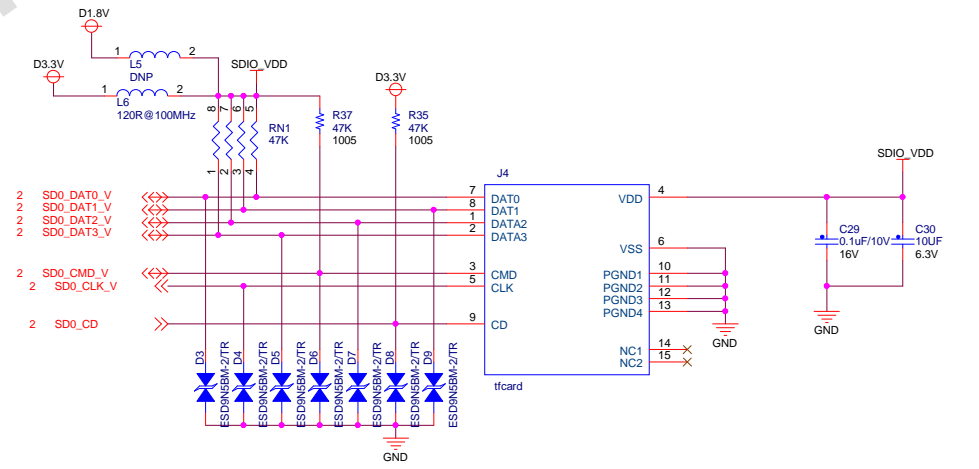 D1.8V
1 2
L5
DNP
D3.3V
1 2
L6
120R@100MHz
SDIO_VDD
D3.3V
8 7 6 5
RN1
47K
1 2 3 4
R37
47K
1005
R35
47K
1005
J4
SDIO_VDD
2 SD0_DAT0_V 7 DAT0 VDD 4
2 SD0_DAT1_V 8 DAT1
2 SD0_DAT2_V 1 DATA2
2 SD0_DAT3_V 2 DATA3
C29
0.1uF/10V
16V
C30
10UF
6.3V
VSS 6
2 SD0_CMD_V 3 CMD PGND1 10
2 SD0_CLK_V 5 CLK PGND2 11
PGND3 12
PGND4 13
2 SD0_CD 9 CD
GND
GND
NC1 14
NC2 15
D3 ESD9N5BM-2/TR
D4 ESD9N5BM-2/TR
D5 ESD9N5BM-2/TR
D6 ESD9N5BM-2/TR
D7 ESD9N5BM-2/TR
D8 ESD9N5BM-2/TR
D9 ESD9N5BM-2/TR
tfcard
GND